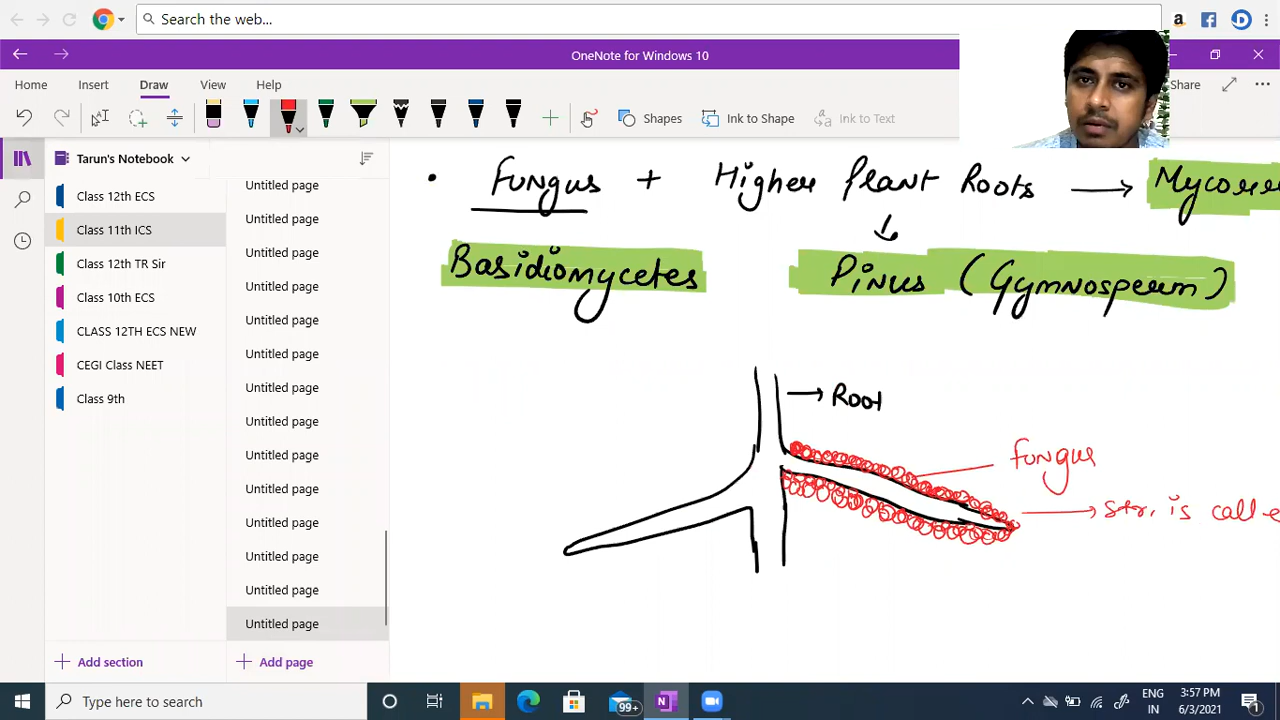 Search the web...
OneNote for Windows 10
Home Insert Draw View Help Share
Shapes Ink to Shape Ink to Text
Tarun's Notebook
Class 12th ECS
Class 11th ICS
Class 12th TR Sir
Class 10th ECS
CLASS 12TH ECS NEW
CEGI Class NEET
Class 9th
Add section
Untitled page
Untitled page
Untitled page
Untitled page
Untitled page
Untitled page
Untitled page
Untitled page
Untitled page
Untitled page
Untitled page
Untitled page
Untitled page
Untitled page
Add page
• Fungus + Higher Plant Roots → Mycorr
Basidiomycetes Pinus (Gymnosperm)
→ Root
fungus
→ Str. is calle
Type here to search
99+
ENG
IN
3:57 PM
6/3/2021
1